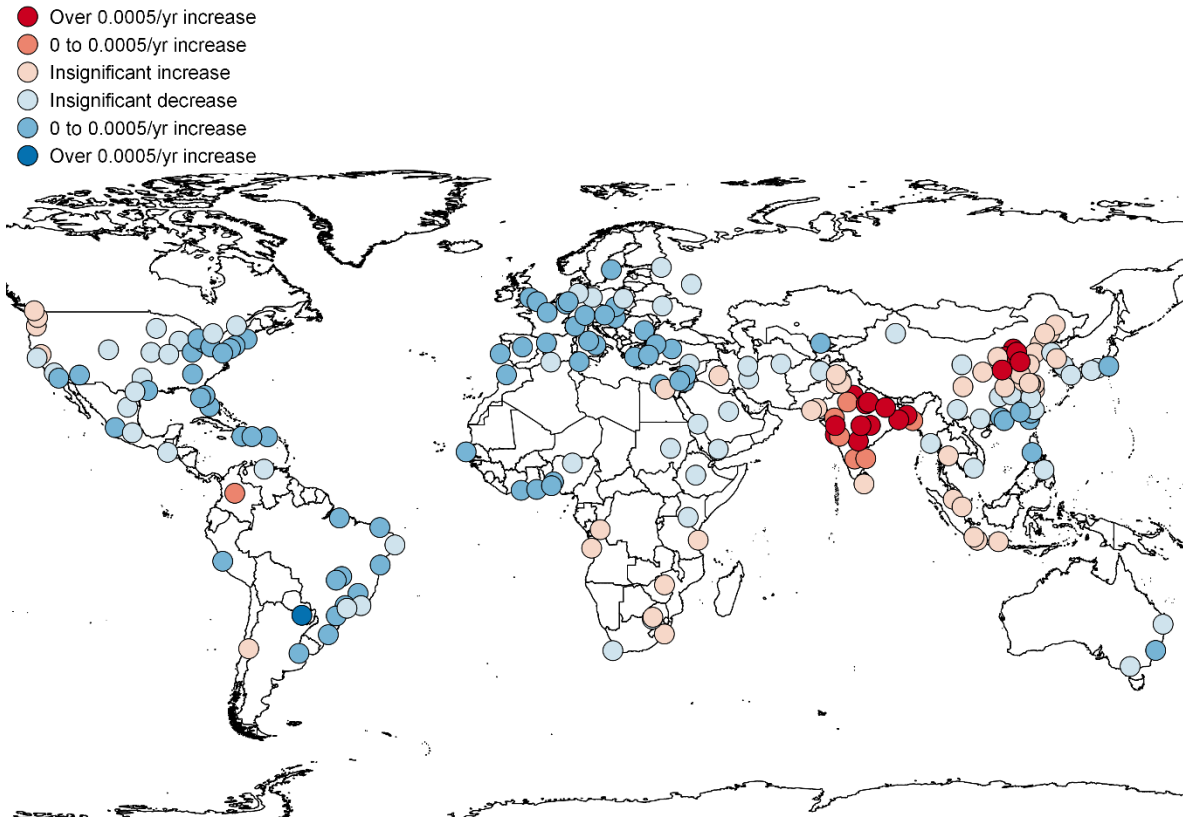 Over 0.0005/yr increase
0 to 0.0005/yr increase
Insignificant increase
Insignificant decrease
0 to 0.0005/yr increase
Over 0.0005/yr increase